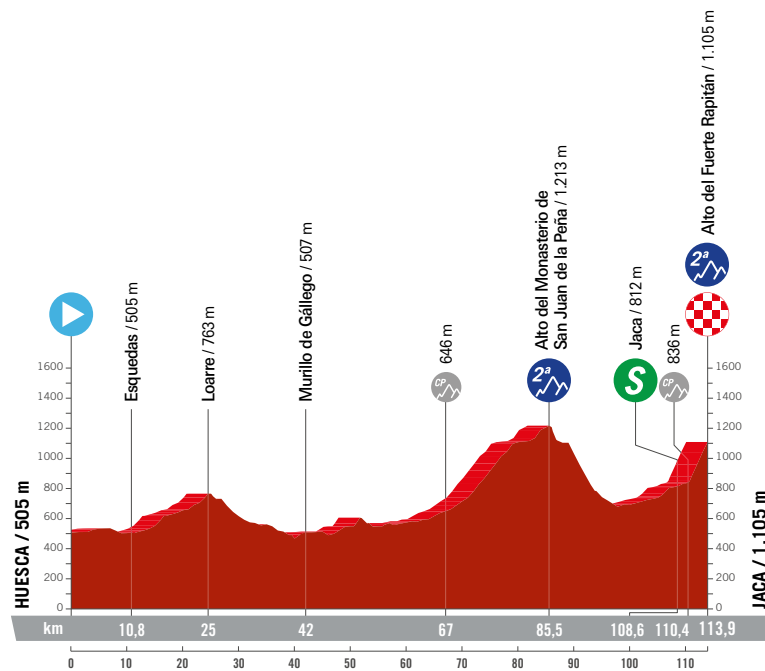 Alto del Fuerte Rapitán / 1.105 m
2ª
Alto del Monasterio de
San Juan de la Peña / 1.213 m
2ª
Jaca / 812 m
S
836 m
CP
646 m
CP
Murillo de Gállego / 507 m
Loarre / 763 m
Esquedas / 505 m
HUESCA / 505 m
JACA / 1.105 m
1600
1400
1200
1000
800
600
400
200
0
1600
1400
1200
1000
800
600
400
200
0
km 10,8 25 42 67 85,5 108,6 110,4 113,9
0 10 20 30 40 50 60 70 80 90 100 110